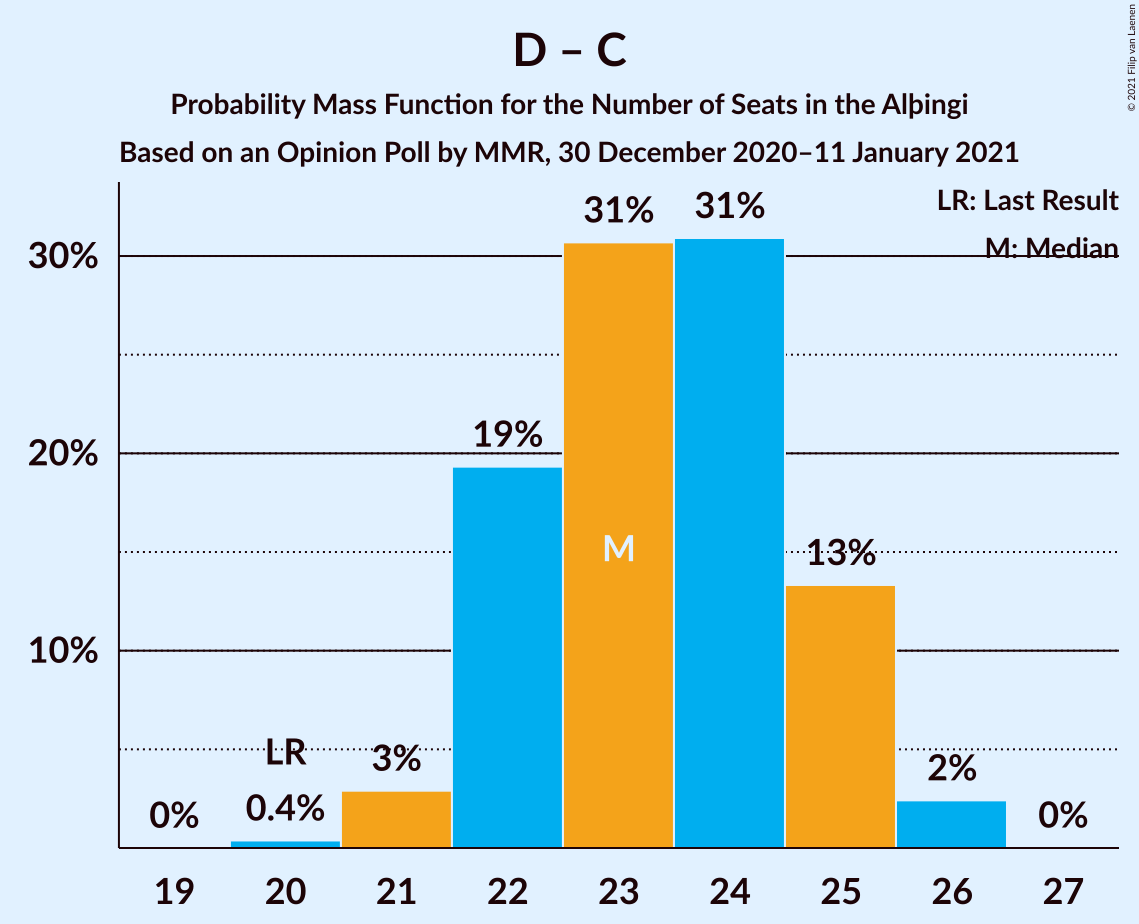 D – C
Probability Mass Function for the Number of Seats in the Alþingi
Based on an Opinion Poll by MMR, 30 December 2020–11 January 2021
© 2021 Filip van Laenen
LR: Last Result
M: Median
30%
20%
10%
0%
LR
0.4%
3%
19%
31%
M
31%
13%
2%
0%
19 20 21 22 23 24 25 26 27